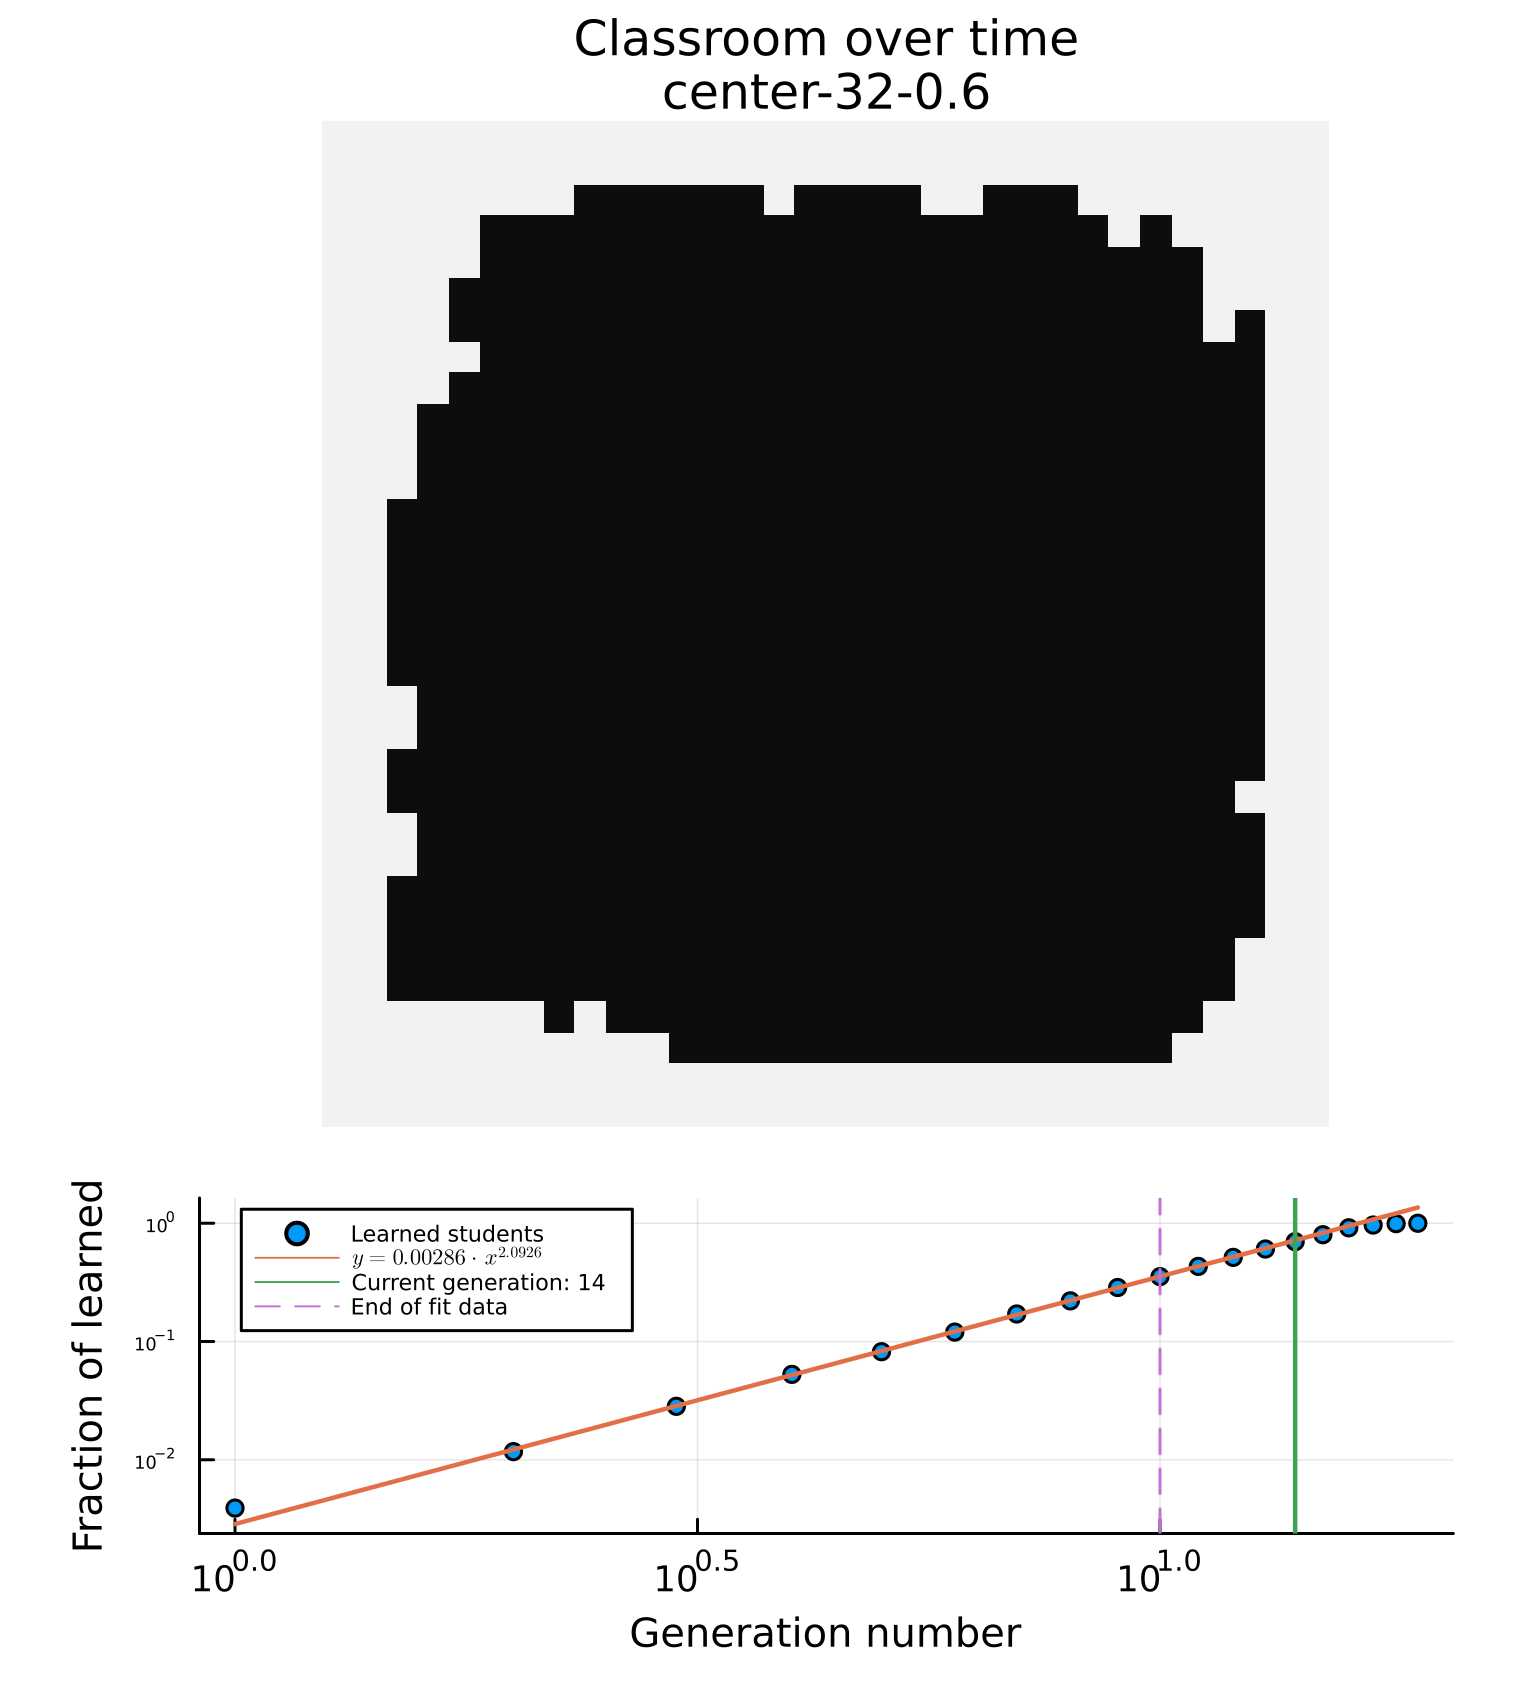 Classroom over time
center-32-0.6
Fraction of learned
10⁰
10⁻¹
10⁻²
Learned students
y = 0.00286 · x^2.0926
Current generation: 14
End of fit data
10^0.0 10^0.5 10^1.0
Generation number